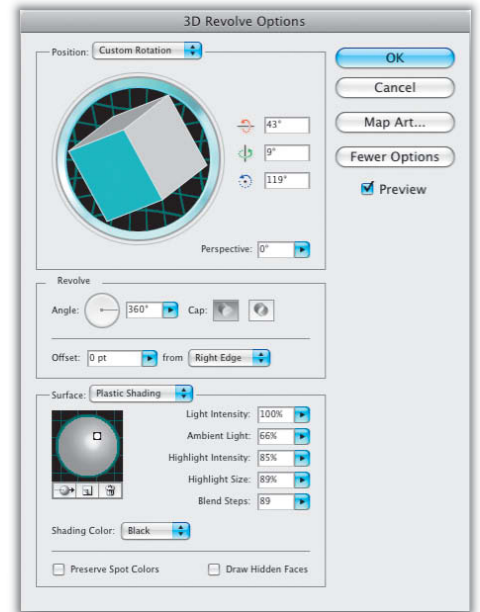 3D Revolve Options
Position: Custom Rotation
43°
9°
119°
Perspective: 0°
OK
Cancel
Map Art...
Fewer Options
Preview
Revolve
Angle: 360° Cap:
Offset: 0 pt from Right Edge
Surface: Plastic Shading
Light Intensity: 100%
Ambient Light: 66%
Highlight Intensity: 85%
Highlight Size: 89%
Blend Steps: 89
Shading Color: Black
Preserve Spot Colors Draw Hidden Faces